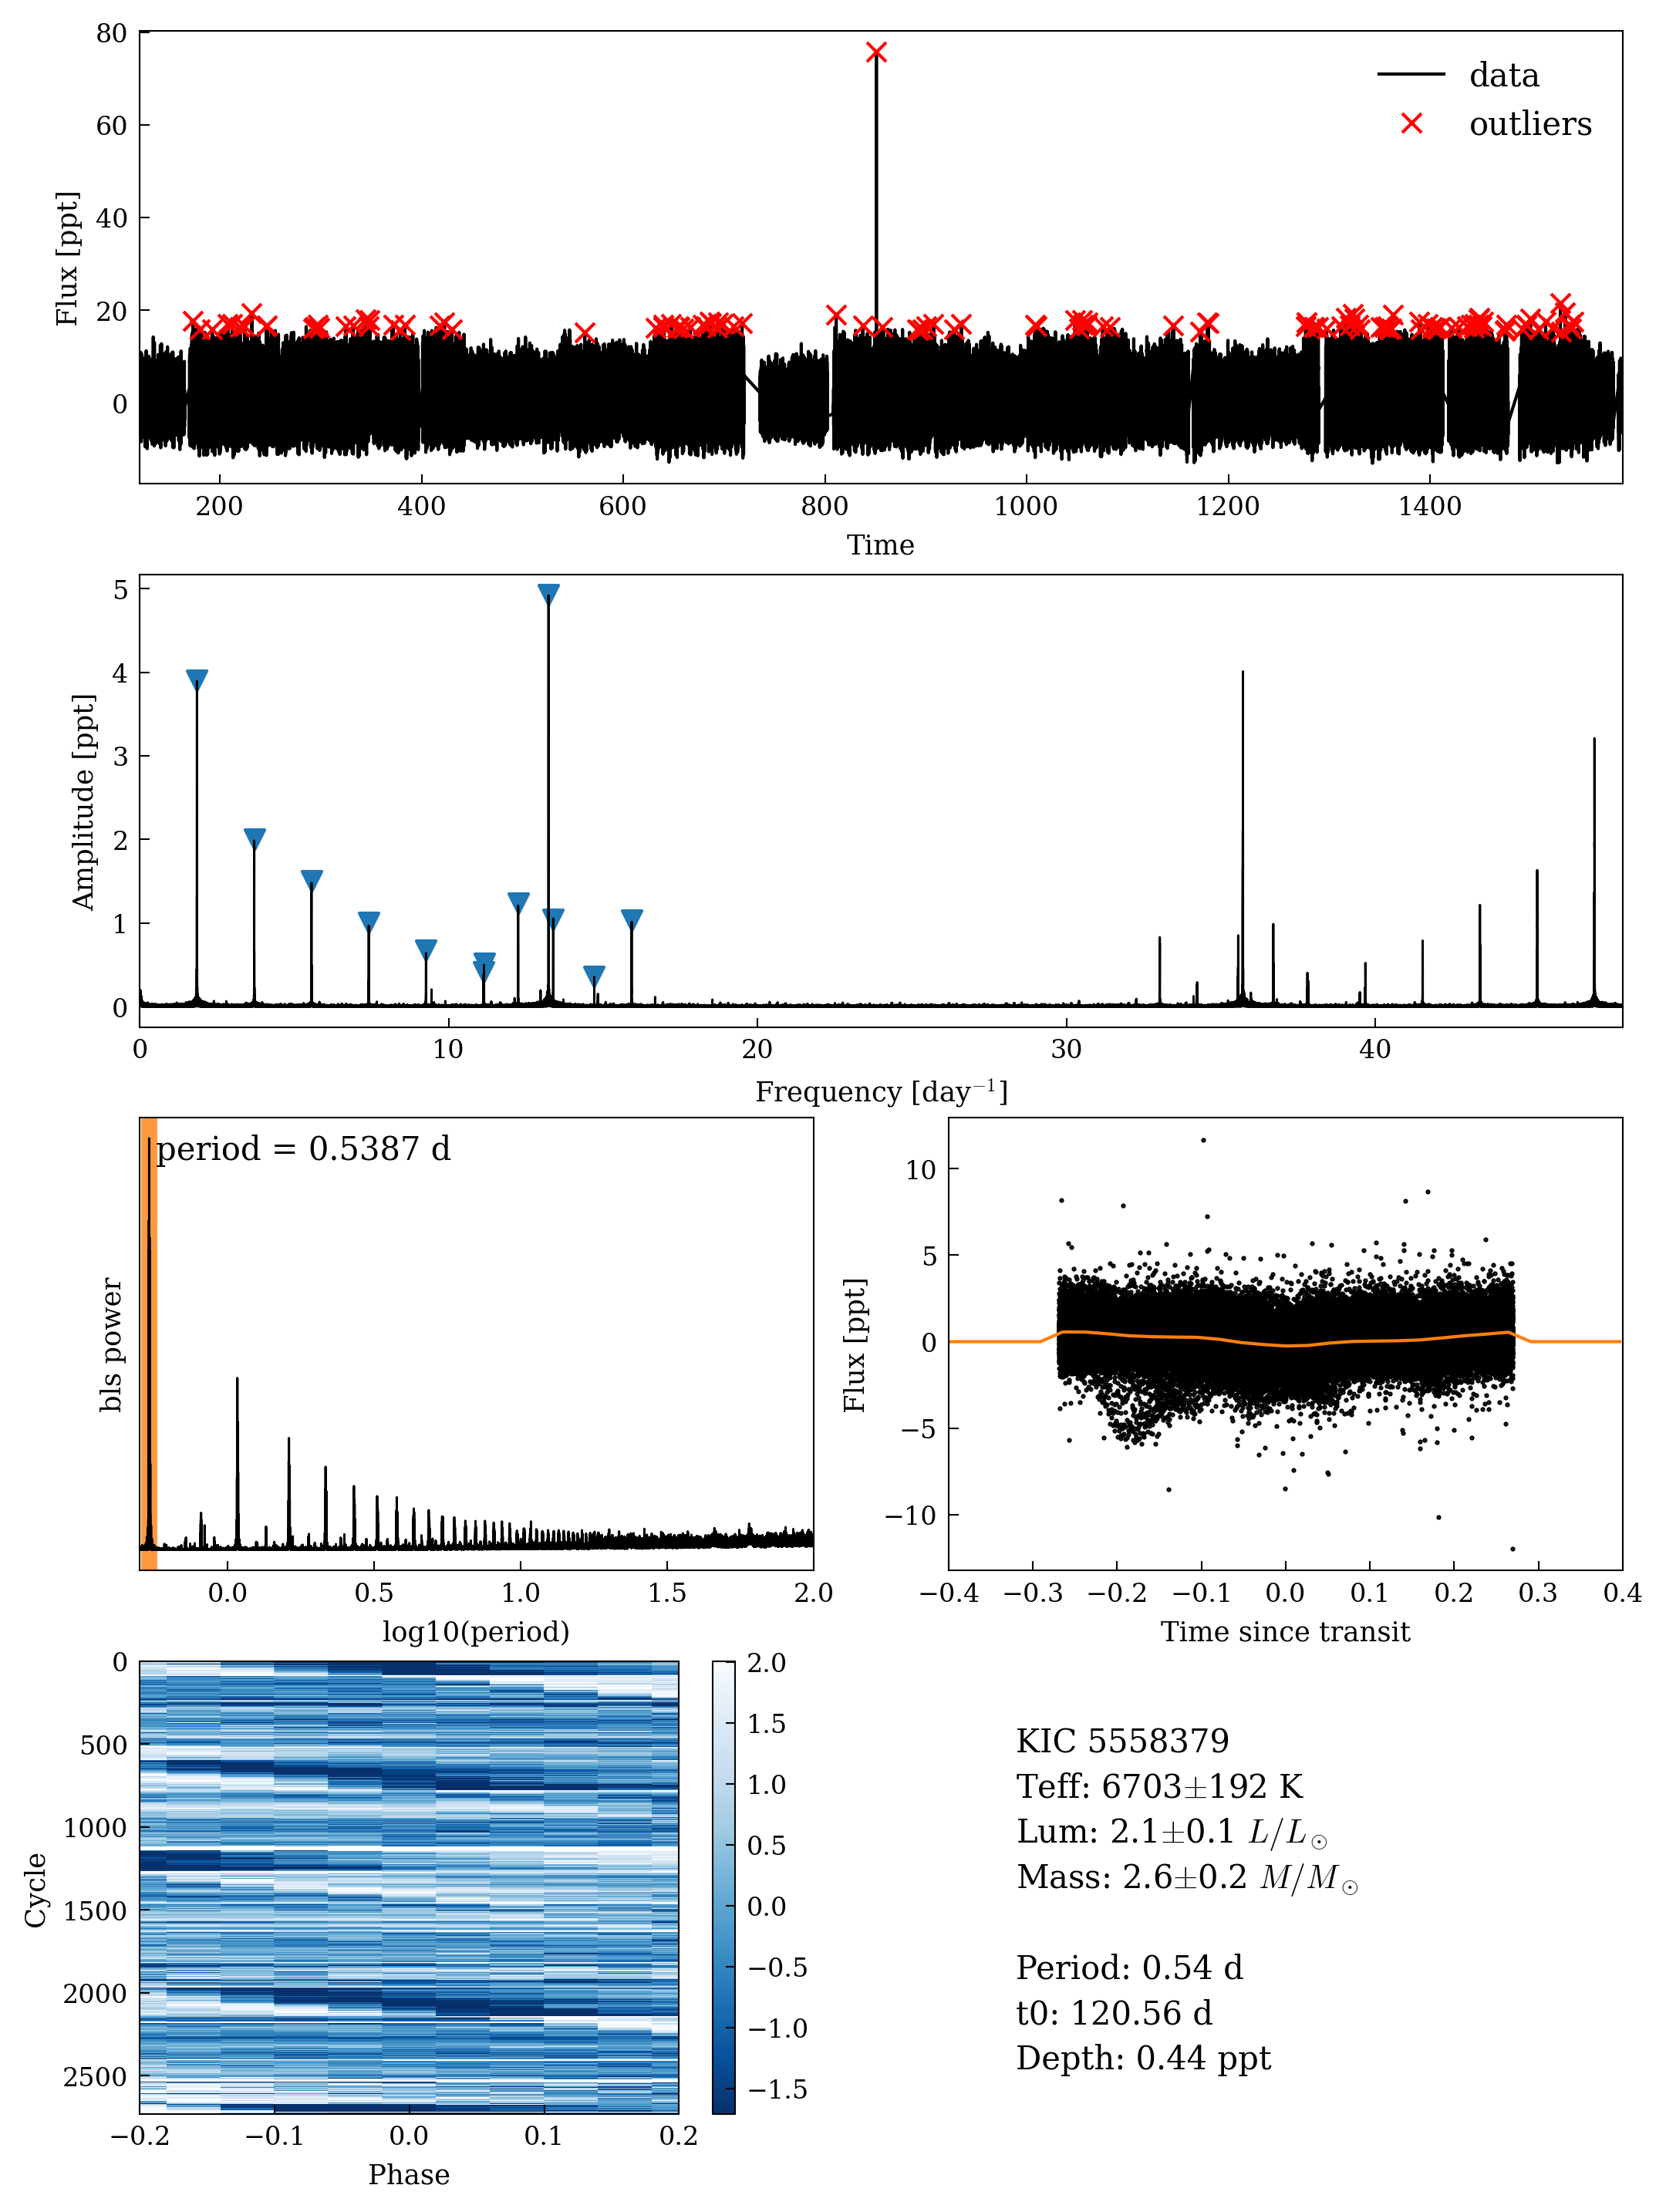 80
60
40
20
0
Flux [ppt]
data
outliers
200 400 600 800 1000 1200 1400
Time
5
4
3
2
1
0
Amplitude [ppt]
0 10 20 30 40
Frequency [day⁻¹]
period = 0.5387 d
bls power
0.0 0.5 1.0 1.5 2.0
log10(period)
10
5
0
−5
−10
Flux [ppt]
−0.4 −0.3 −0.2 −0.1 0.0 0.1 0.2 0.3 0.4
Time since transit
0
500
1000
1500
2000
2500
Cycle
−0.2 −0.1 0.0 0.1 0.2
Phase
2.0
1.5
1.0
0.5
0.0
−0.5
−1.0
−1.5
KIC 5558379
Teff: 6703±192 K
Lum: 2.1±0.1 L/L⊙
Mass: 2.6±0.2 M/M⊙
Period: 0.54 d
t0: 120.56 d
Depth: 0.44 ppt